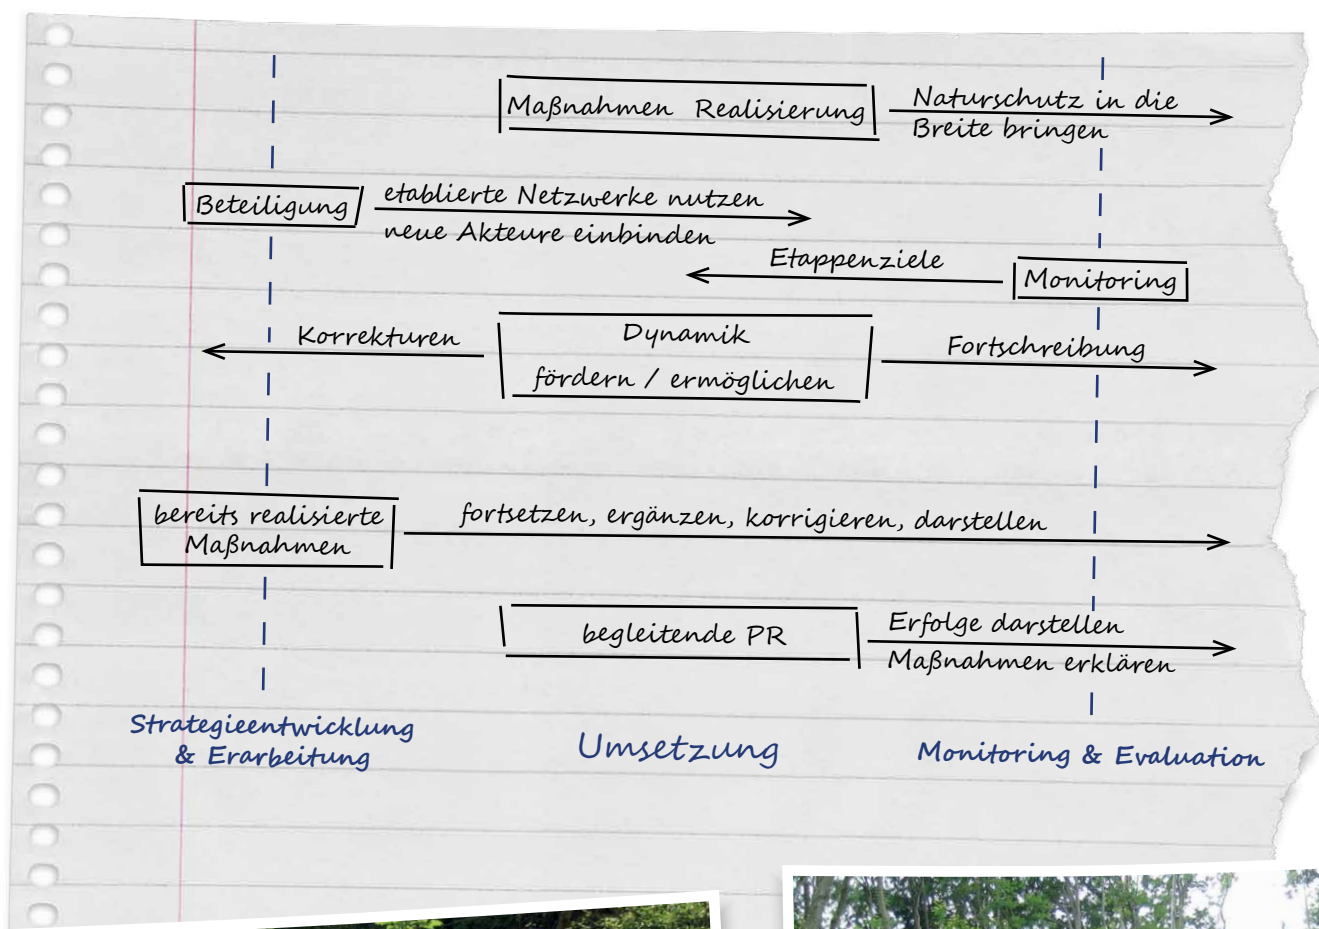 Maßnahmen Realisierung
Naturschutz in die
Breite bringen
Beteiligung
etablierte Netzwerke nutzen
neue Akteure einbinden
Etappenziele
Monitoring
Korrekturen
Dynamik
fördern / ermöglichen
Fortschreibung
bereits realisierte
Maßnahmen
fortsetzen, ergänzen, korrigieren, darstellen
begleitende PR
Erfolge darstellen
Maßnahmen erklären
Strategieentwicklung
& Erarbeitung
Umsetzung
Monitoring & Evaluation